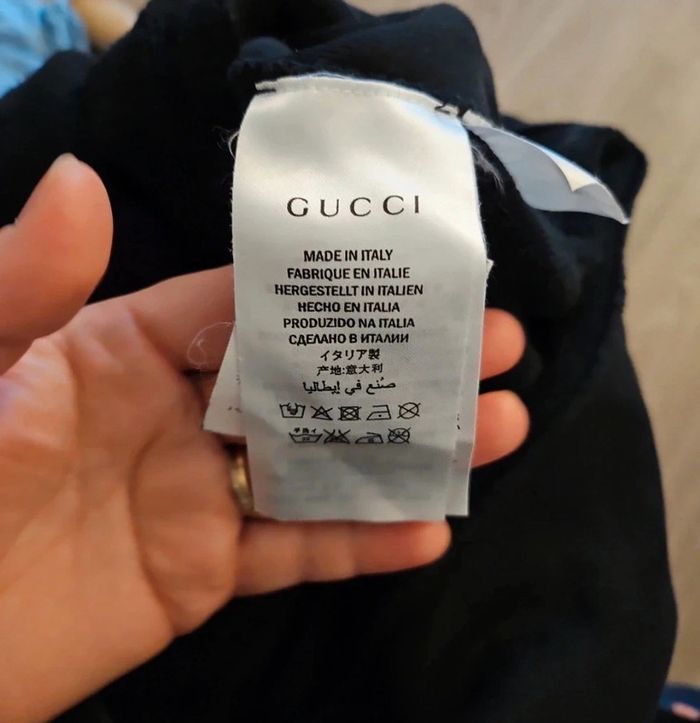 GUCCI
MADE IN ITALY
FABRIQUE EN ITALIE
HERGESTELLT IN ITALIEN
HECHO EN ITALIA
PRODUZIDO NA ITALIA
СДЕЛАНО В ИТАЛИИ
イタリア製
产地:意大利
صُنع في إيطاليا